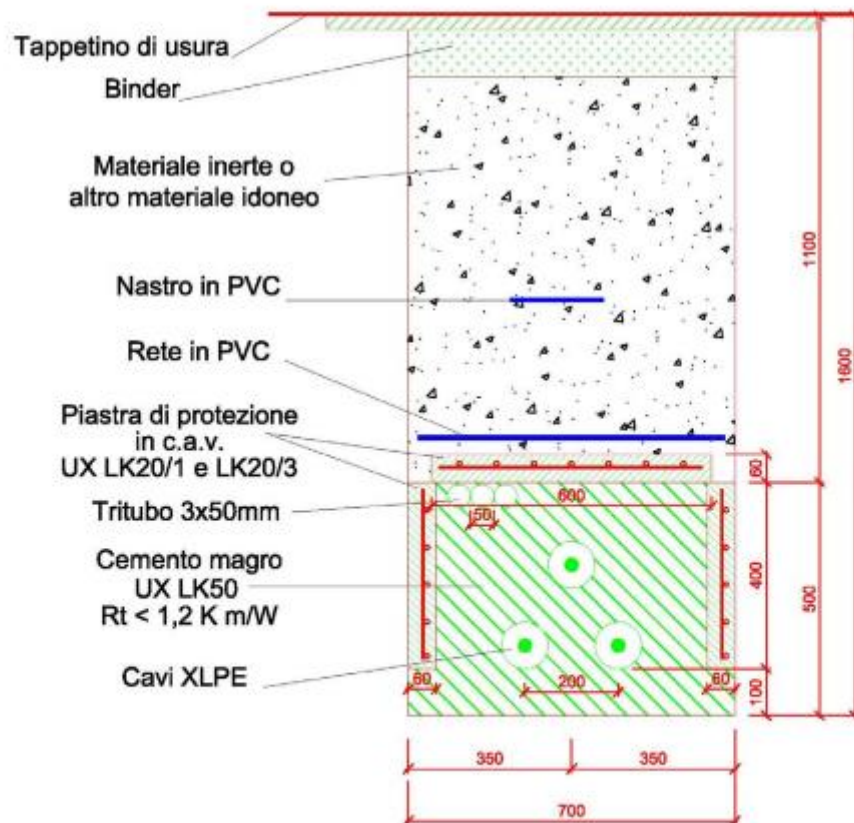 Tappetino di usura
Binder
Materiale inerte o
altro materiale idoneo
Nastro in PVC
Rete in PVC
Piastra di protezione
in c.a.v.
UX LK20/1 e LK20/3
Tritubo 3x50mm
Cemento magro
UX LK50
Rt < 1,2 K m/W
Cavi XLPE
1100
1600
60
600
50
400
500
60
200
60
100
350
350
700